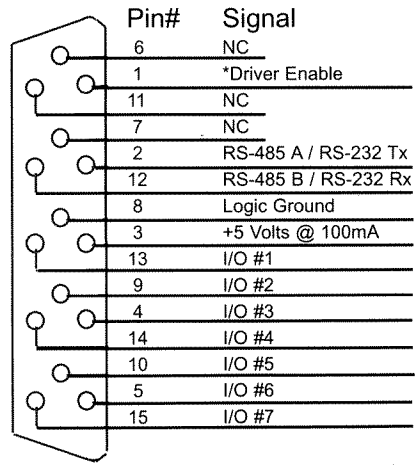 Pin# Signal
6 NC
1 *Driver Enable
11 NC
7 NC
2 RS-485 A / RS-232 Tx
12 RS-485 B / RS-232 Rx
8 Logic Ground
3 +5 Volts @ 100mA
13 I/O #1
9 I/O #2
4 I/O #3
14 I/O #4
10 I/O #5
5 I/O #6
15 I/O #7